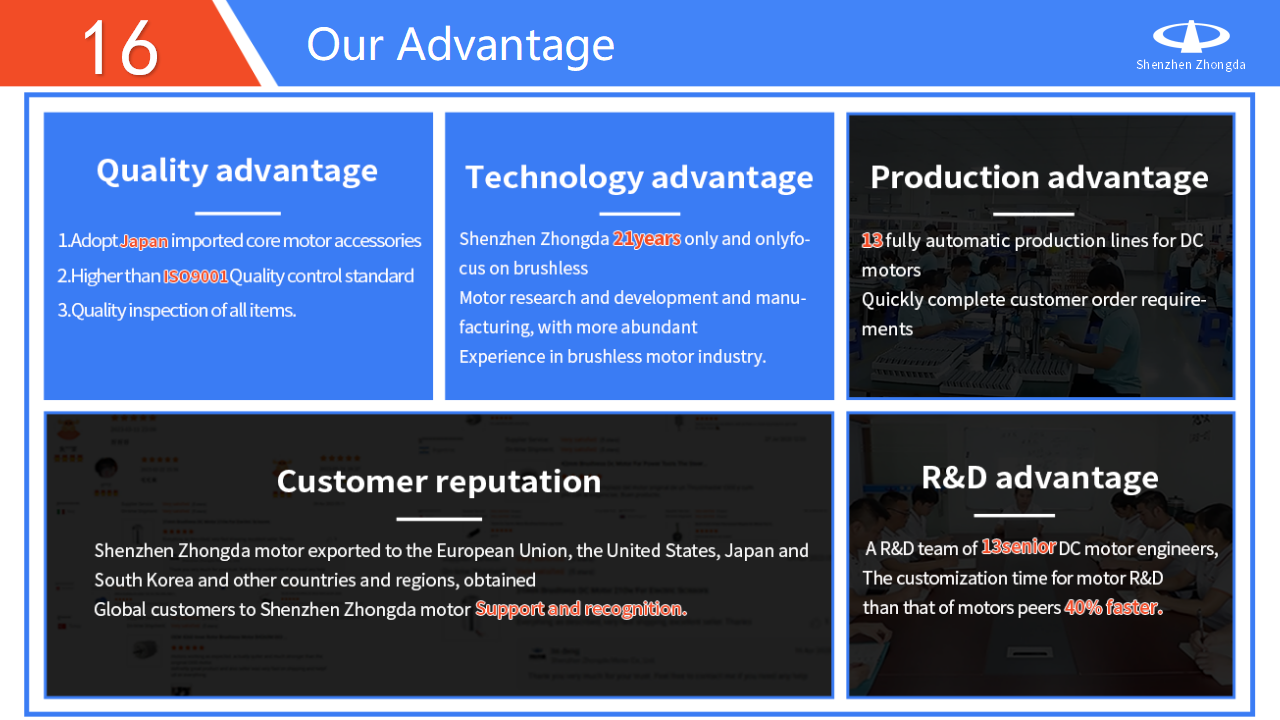 16
Our Advantage
Shenzhen Zhongda
Quality advantage
1.Adopt Japan imported core motor accessories
2.Higher than ISO9001 Quality control standard
3.Quality inspection of all items.
Technology advantage
Shenzhen Zhongda 21years only and onlyfo-
cus on brushless
Motor research and development and manu-
facturing, with more abundant
Experience in brushless motor industry.
Production advantage
13 fully automatic production lines for DC
motors
Quickly complete customer order require-
ments
Customer reputation
Shenzhen Zhongda motor exported to the European Union, the United States, Japan and
South Korea and other countries and regions, obtained
Global customers to Shenzhen Zhongda motor Support and recognition。
R&D advantage
A R&D team of 13senior DC motor engineers,
The customization time for motor R&D
than that of motors peers 40% faster。